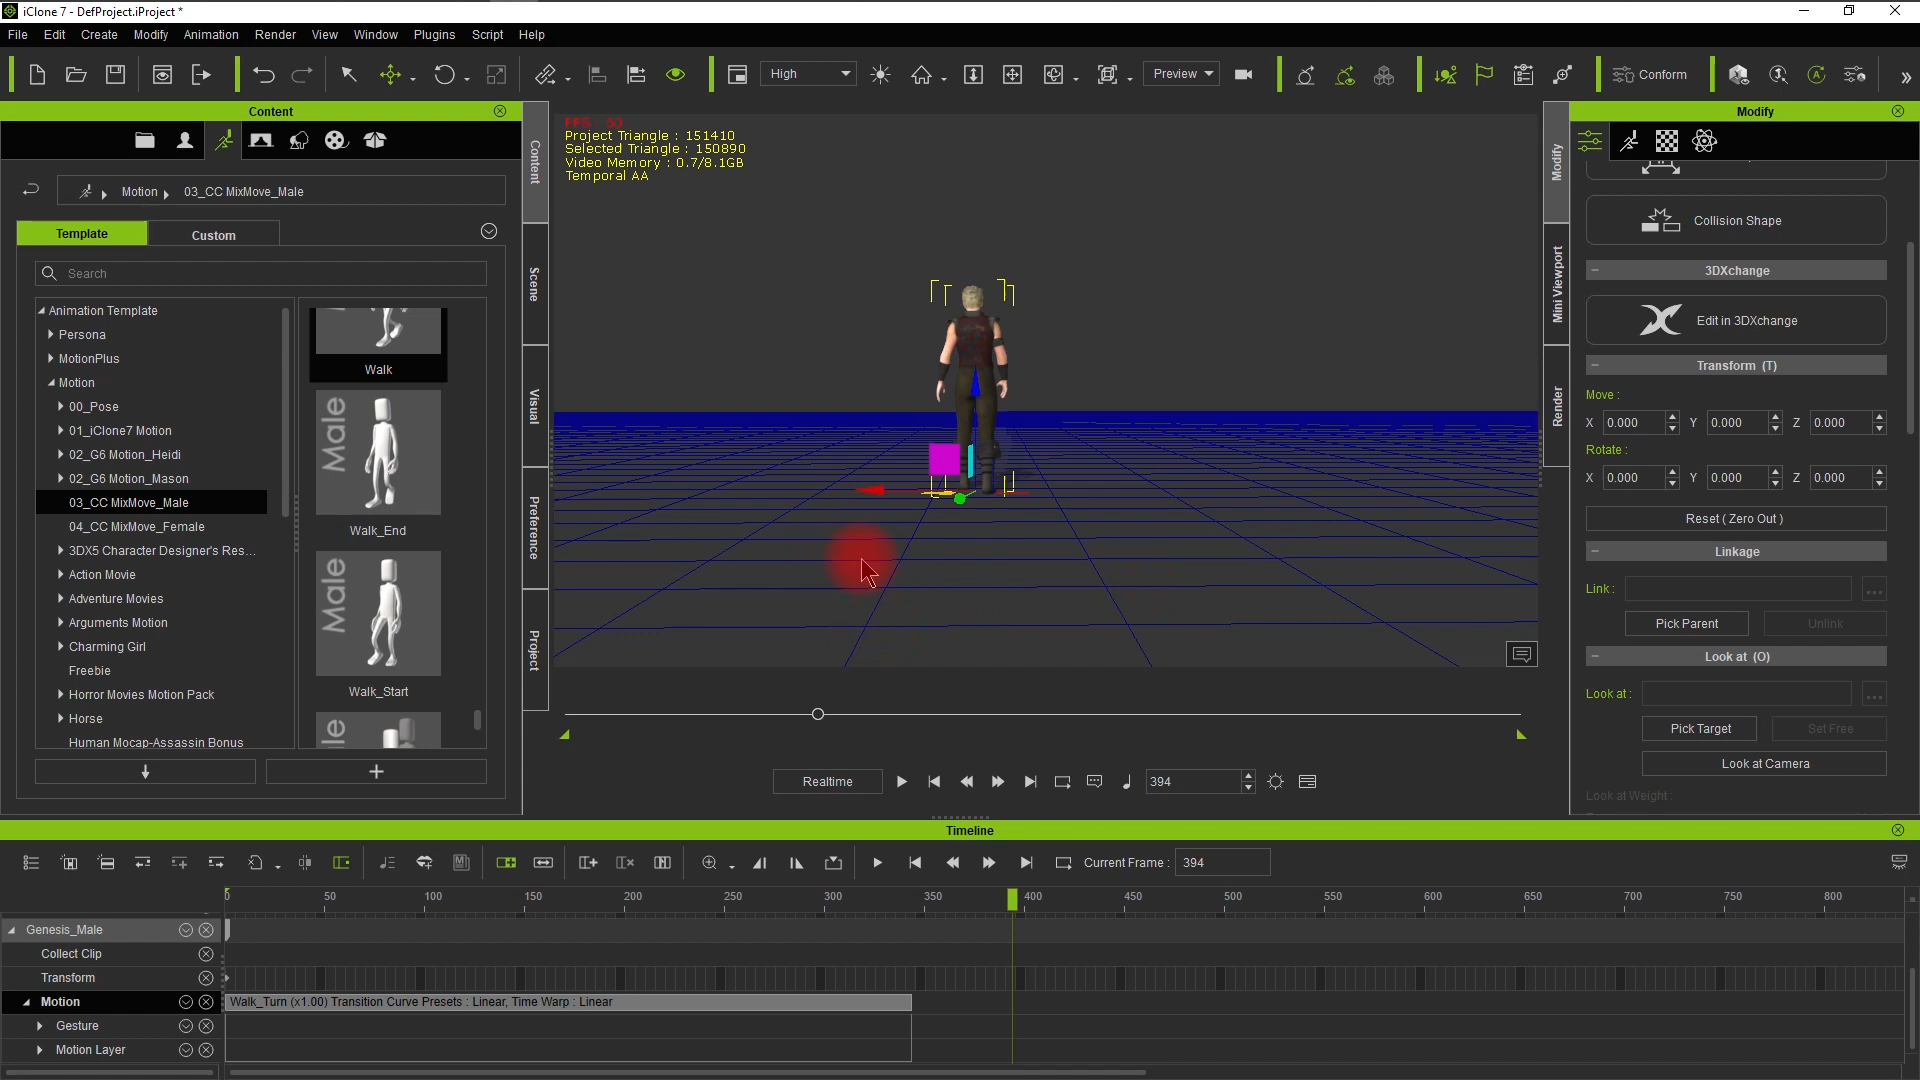 iClone 7 - DefProject.iProject *
File Edit Create Modify Animation Render View Window Plugins Script Help
High
Preview
Conform
Content
Motion 03_CC MixMove_Male
Template Custom
Search
Animation Template
Persona
MotionPlus
Motion
00_Pose
01_iClone7 Motion
02_G6 Motion_Heidi
02_G6 Motion_Mason
03_CC MixMove_Male
04_CC MixMove_Female
3DX5 Character Designer's Res...
Action Movie
Adventure Movies
Arguments Motion
Charming Girl
Freebie
Horror Movies Motion Pack
Horse
Human Mocap-Assassin Bonus
Walk
Male
Walk_End
Male
Walk_Start
Content
Scene
Visual
Preference
Project
FPS : 60
Project Triangle : 151410
Selected Triangle : 150890
Video Memory : 0.7/8.1GB
Temporal AA
Realtime
394
Modify
Mini Viewport
Render
Modify
Collision Shape
3DXchange
Edit in 3DXchange
Transform (T)
Move :
X 0.000 Y 0.000 Z 0.000
Rotate :
X 0.000 Y 0.000 Z 0.000
Reset ( Zero Out )
Linkage
Link :
Pick Parent Unlink
Look at (O)
Look at :
Pick Target Set Free
Look at Camera
Look at Weight :
Timeline
Current Frame : 394
0 50 100 150 200 250 300 350 400 450 500 550 600 650 700 750 800
Genesis_Male
Collect Clip
Transform
Motion
Walk_Turn (x1.00) Transition Curve Presets : Linear, Time Warp : Linear
Gesture
Motion Layer